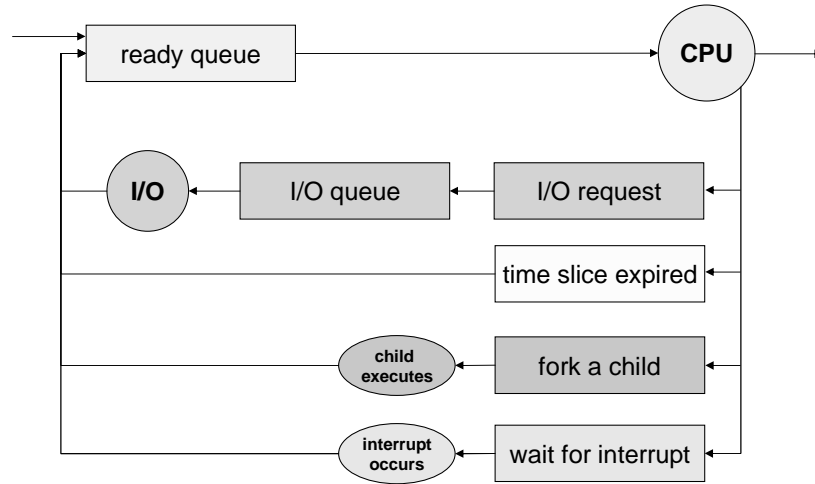 ready queue
CPU
I/O
I/O queue
I/O request
time slice expired
child
executes
fork a child
interrupt
occurs
wait for interrupt